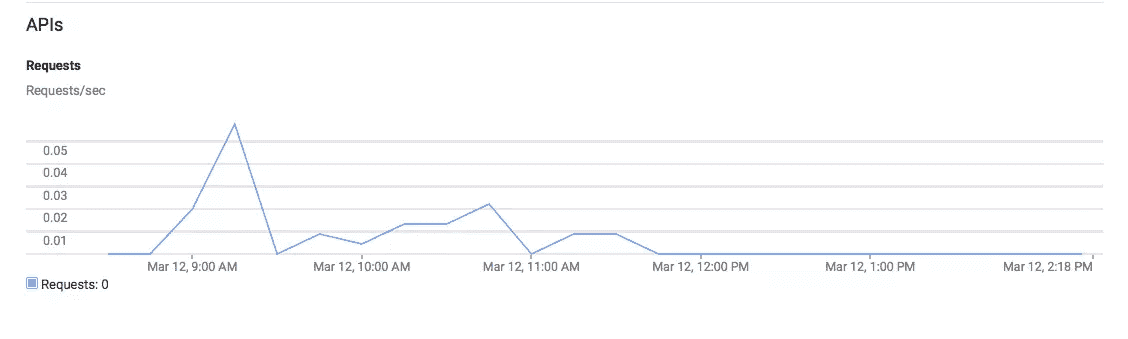 APIs
Requests
Requests/sec
0.05
0.04
0.03
0.02
0.01
Mar 12, 9:00 AM Mar 12, 10:00 AM Mar 12, 11:00 AM Mar 12, 12:00 PM Mar 12, 1:00 PM Mar 12, 2:18 PM
Requests: 0